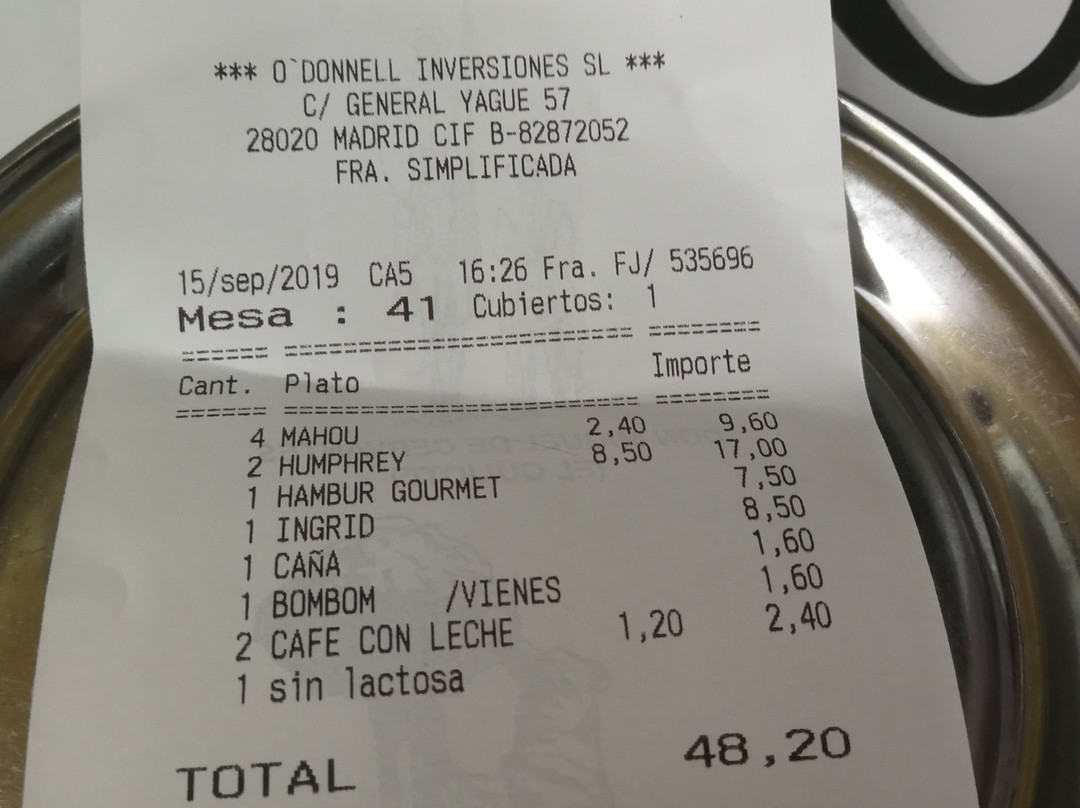 *** O`DONNELL INVERSIONES SL ***
C/ GENERAL YAGUE 57
28020 MADRID CIF B-82872052
FRA. SIMPLIFICADA
15/sep/2019 CA5 16:26 Fra. FJ/ 535696
Mesa : 41 Cubiertos: 1
====== ============================ =========
Cant. Plato Importe
====== ============================ =========
4 MAHOU 2,40 9,60
2 HUMPHREY 8,50 17,00
1 HAMBUR GOURMET 7,50
1 INGRID 8,50
1 CAÑA 1,60
1 BOMBOM /VIENES 1,60
2 CAFE CON LECHE 1,20 2,40
1 sin lactosa
TOTAL 48,20